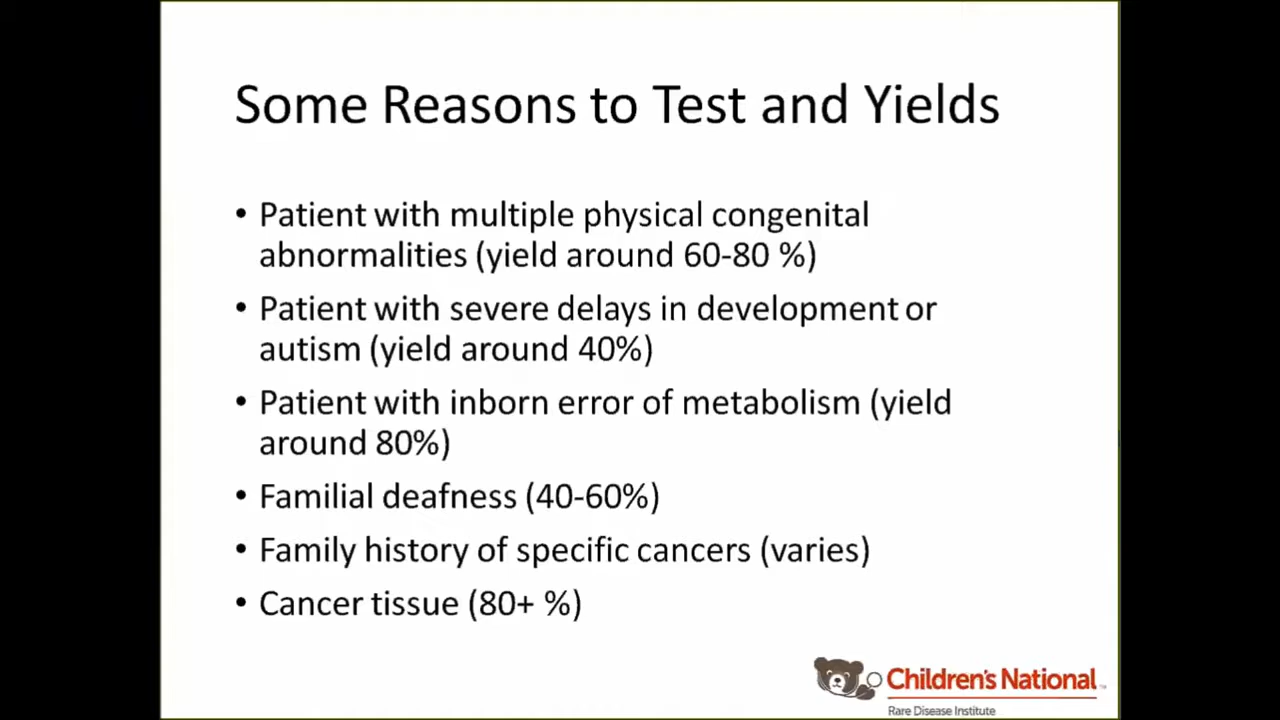 Some Reasons to Test and Yields
• Patient with multiple physical congenital
abnormalities (yield around 60-80 %)
• Patient with severe delays in development or
autism (yield around 40%)
• Patient with inborn error of metabolism (yield
around 80%)
• Familial deafness (40-60%)
• Family history of specific cancers (varies)
• Cancer tissue (80+ %)
Children's National™
Rare Disease Institute